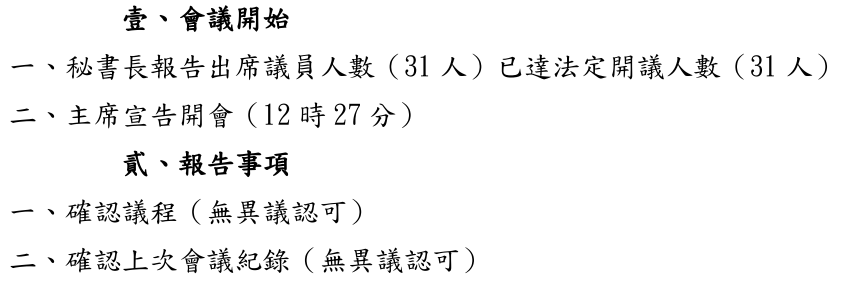 壹、會議開始
一、秘書長報告出席議員人數（31 人）已達法定開議人數（31 人）
二、主席宣告開會（12 時 27 分）
貳、報告事項
一、確認議程（無異議認可）
二、確認上次會議紀錄（無異議認可）